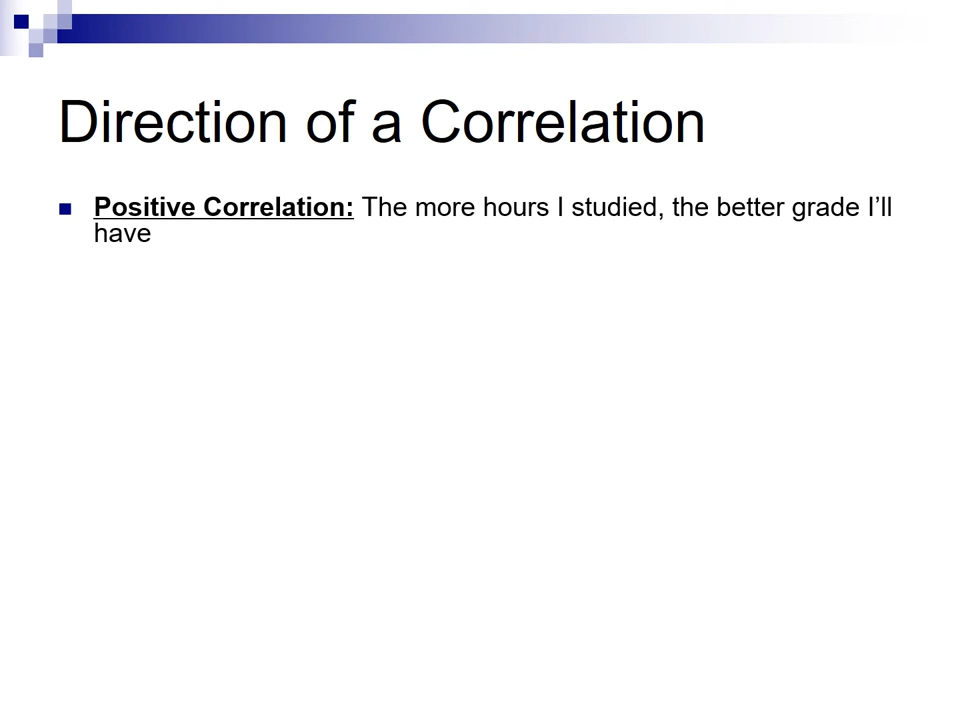 Direction of a Correlation
Positive Correlation: The more hours I studied, the better grade I’ll
have